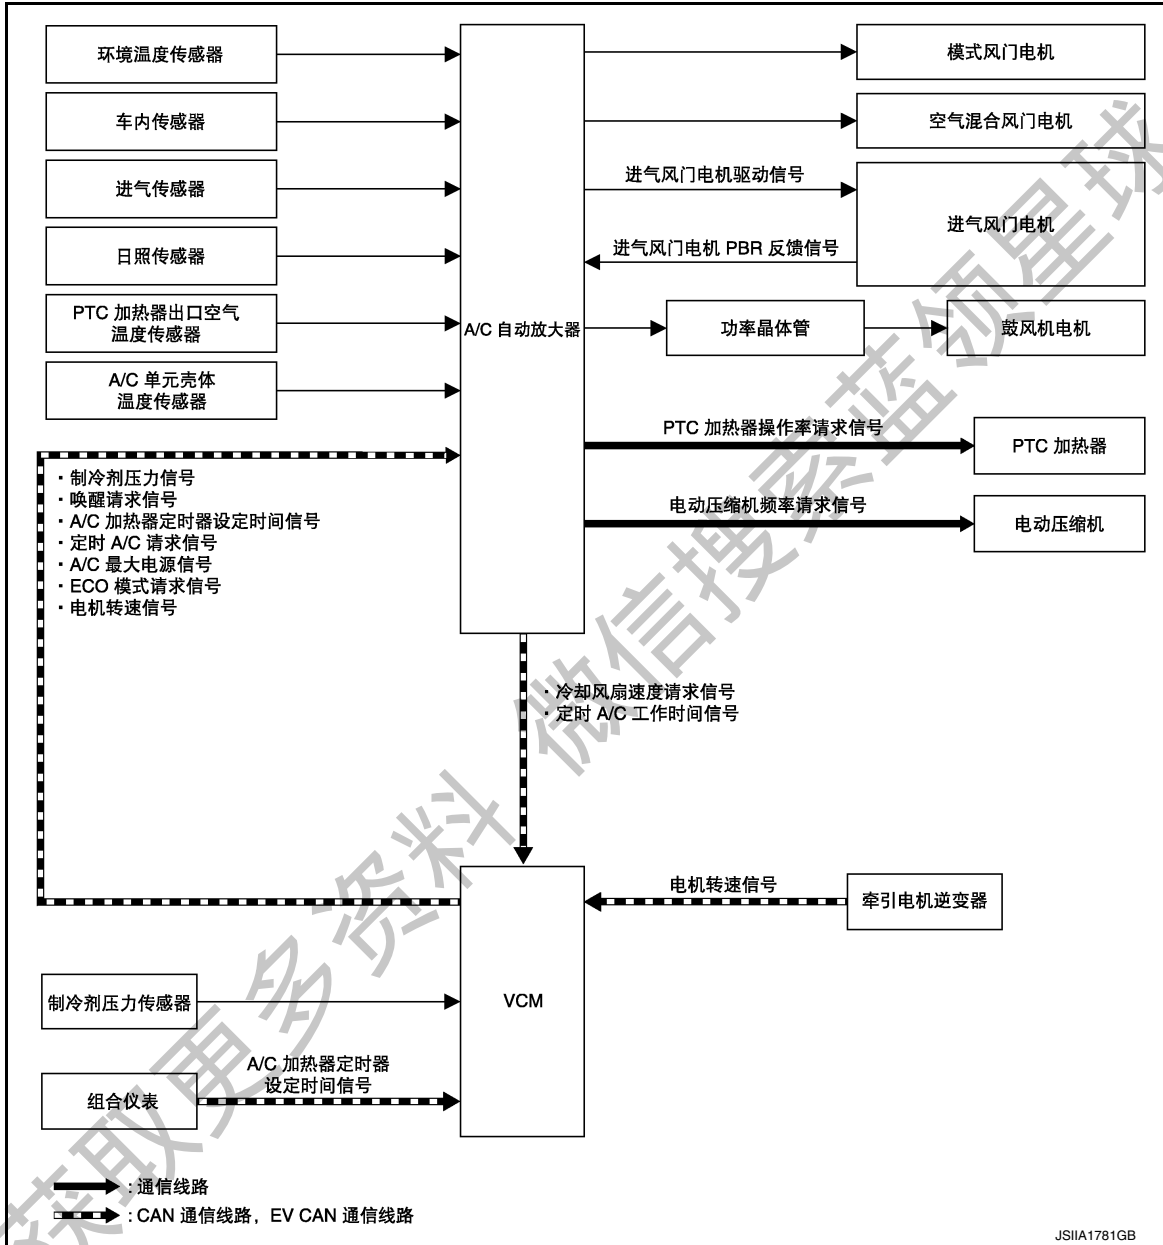 环境温度传感器
车内传感器
进气传感器
日照传感器
PTC 加热器出口空气
温度传感器
A/C 单元壳体
温度传感器
A/C 自动放大器
模式风门电机
空气混合风门电机
进气风门电机驱动信号
进气风门电机
进气风门电机 PBR 反馈信号
功率晶体管
鼓风机电机
PTC 加热器操作率请求信号
PTC 加热器
电动压缩机频率请求信号
电动压缩机
· 制冷剂压力信号
· 唤醒请求信号
· A/C 加热器定时器设定时间信号
· 定时 A/C 请求信号
· A/C 最大电源信号
· ECO 模式请求信号
· 电机转速信号
· 冷却风扇速度请求信号
· 定时 A/C 工作时间信号
电机转速信号
牵引电机逆变器
VCM
制冷剂压力传感器
A/C 加热器定时器
设定时间信号
组合仪表
: 通信线路
: CAN 通信线路，EV CAN 通信线路
JSIIA1781GB
获取更多资料 微信搜索蓝领星球